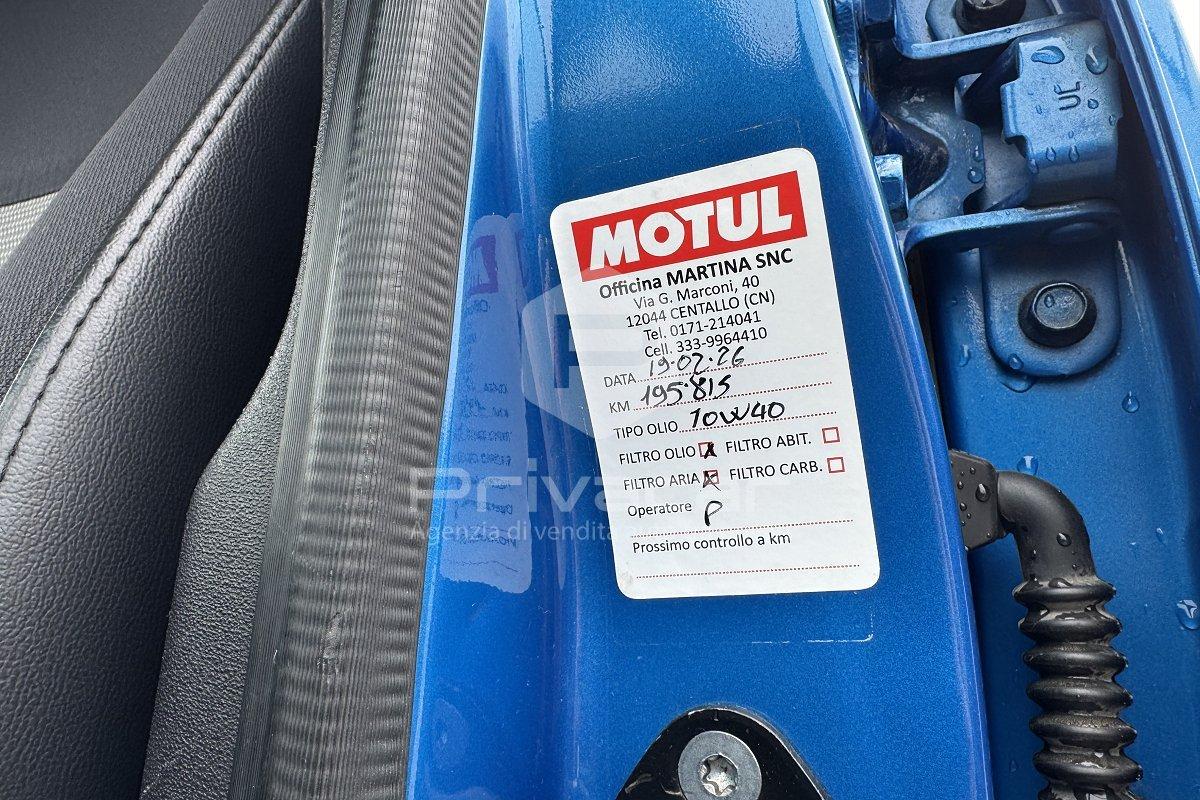 MOTUL
Officina MARTINA SNC
Via G. Marconi, 40
12044 CENTALLO (CN)
Tel. 0171-214041
Cell. 333-9964410
DATA 19.02.26
KM 195.815
TIPO OLIO 10W40
FILTRO OLIO X FILTRO ABIT.
FILTRO ARIA X FILTRO CARB.
Operatore P
Prossimo controllo a km
Agenzia di vendita